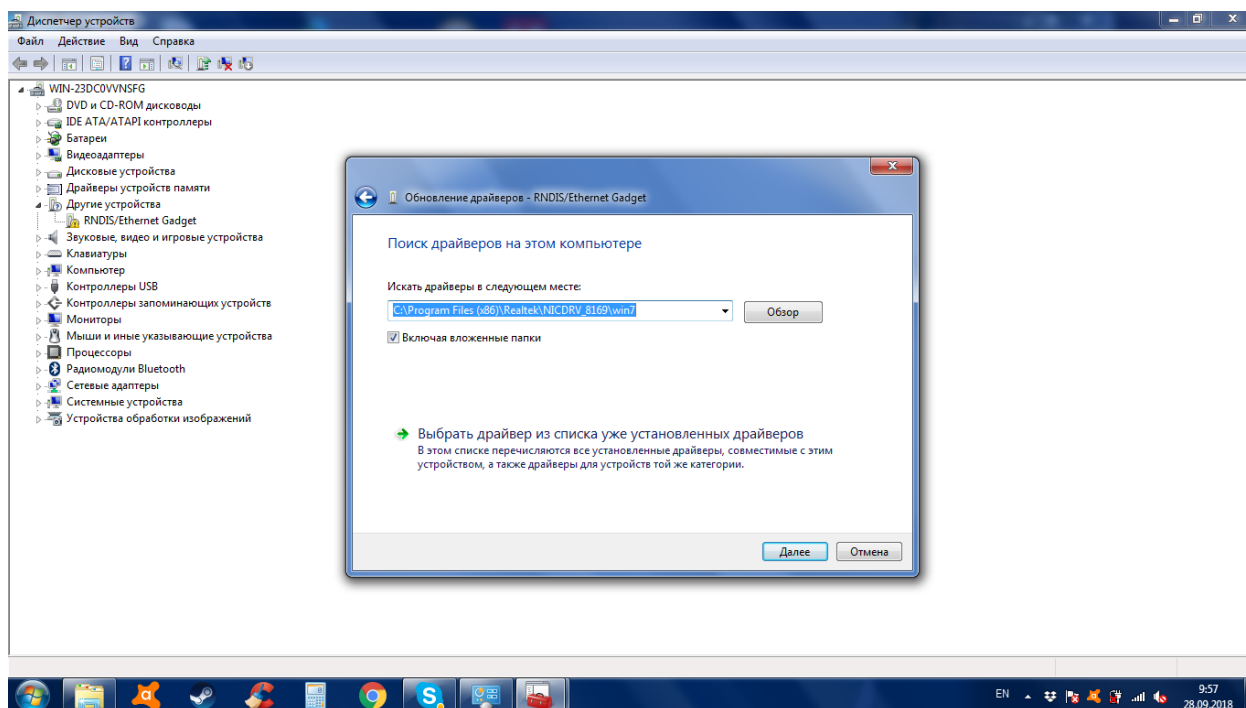 Диспетчер устройств
Файл Действие Вид Справка
WIN-23DC0VVNSFG
DVD и CD-ROM дисководы
IDE ATA/ATAPI контроллеры
Батареи
Видеоадаптеры
Дисковые устройства
Драйверы устройств памяти
Другие устройства
RNDIS/Ethernet Gadget
Звуковые, видео и игровые устройства
Клавиатуры
Компьютер
Контроллеры USB
Контроллеры запоминающих устройств
Мониторы
Мыши и иные указывающие устройства
Процессоры
Радиомодули Bluetooth
Сетевые адаптеры
Системные устройства
Устройства обработки изображений
Обновление драйверов - RNDIS/Ethernet Gadget
Поиск драйверов на этом компьютере
Искать драйверы в следующем месте:
C:\Program Files (x86)\Realtek\NICDRV_8169\win7
Обзор
Включая вложенные папки
Выбрать драйвер из списка уже установленных драйверов
В этом списке перечисляются все установленные драйверы, совместимые с этим
устройством, а также драйверы для устройств той же категории.
Далее Отмена
EN
9:57
28.09.2018